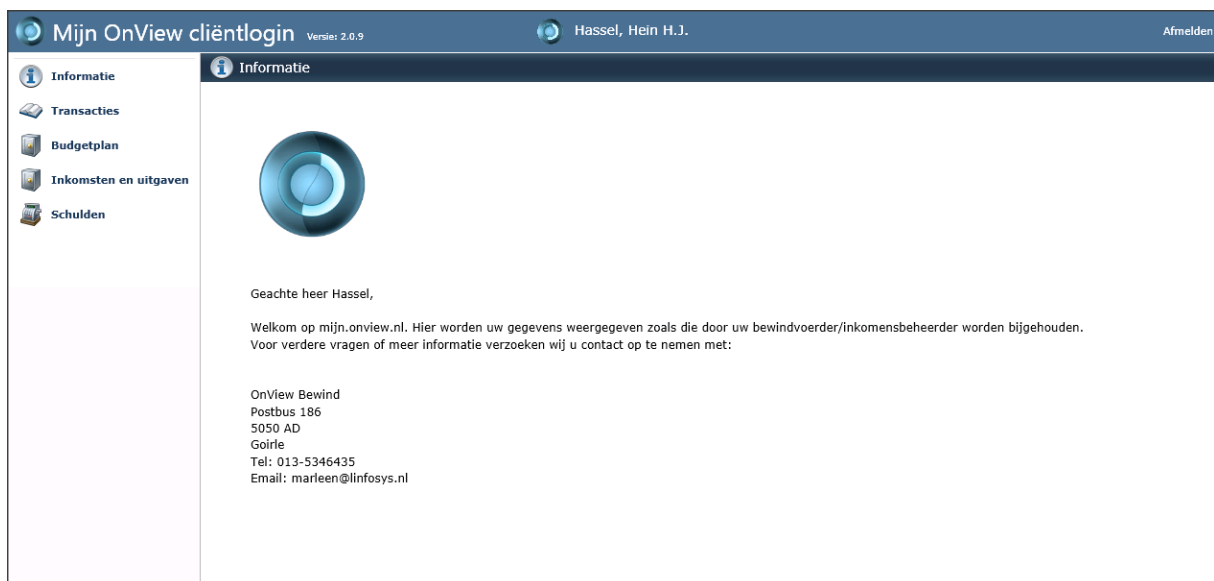 Mijn OnView cliëntlogin Versie: 2.0.9
Hassel, Hein H.J.
Afmelden
Informatie
Transacties
Budgetplan
Inkomsten en uitgaven
Schulden
Informatie
Geachte heer Hassel,
Welkom op mijn.onview.nl. Hier worden uw gegevens weergegeven zoals die door uw bewindvoerder/inkomensbeheerder worden bijgehouden.
Voor verdere vragen of meer informatie verzoeken wij u contact op te nemen met:
OnView Bewind
Postbus 186
5050 AD
Goirle
Tel: 013-5346435
Email: marleen@linfosys.nl